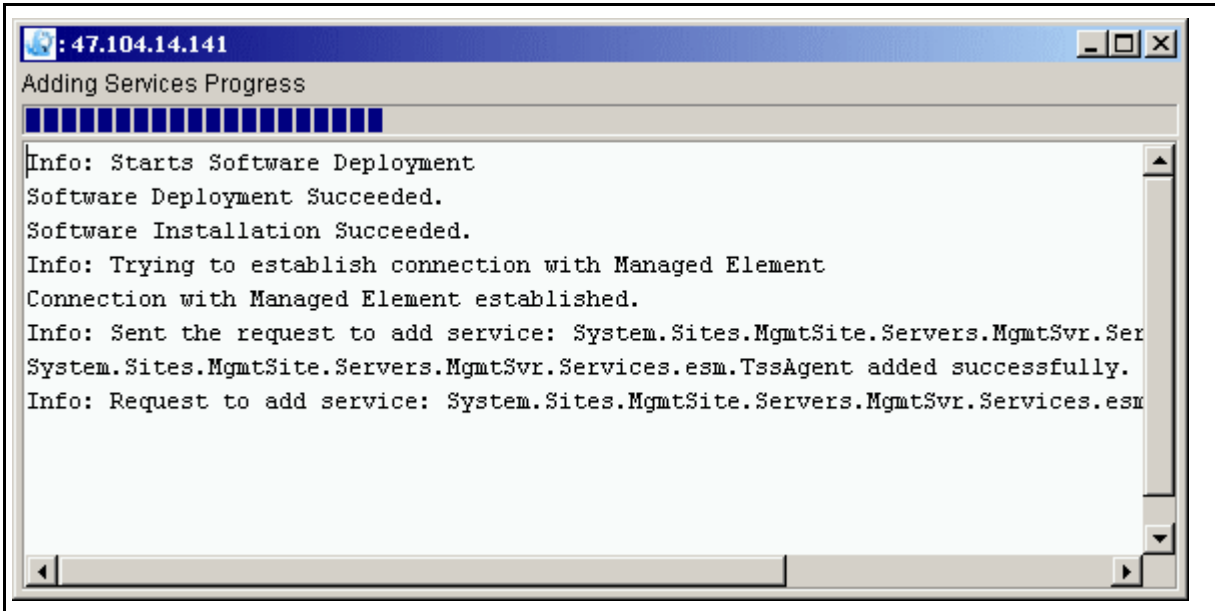 : 47.104.14.141
Adding Services Progress
Info: Starts Software Deployment
Software Deployment Succeeded.
Software Installation Succeeded.
Info: Trying to establish connection with Managed Element
Connection with Managed Element established.
Info: Sent the request to add service: System.Sites.MgmtSite.Servers.MgmtSvr.Ser
System.Sites.MgmtSite.Servers.MgmtSvr.Services.esm.TssAgent added successfully.
Info: Request to add service: System.Sites.MgmtSite.Servers.MgmtSvr.Services.esm